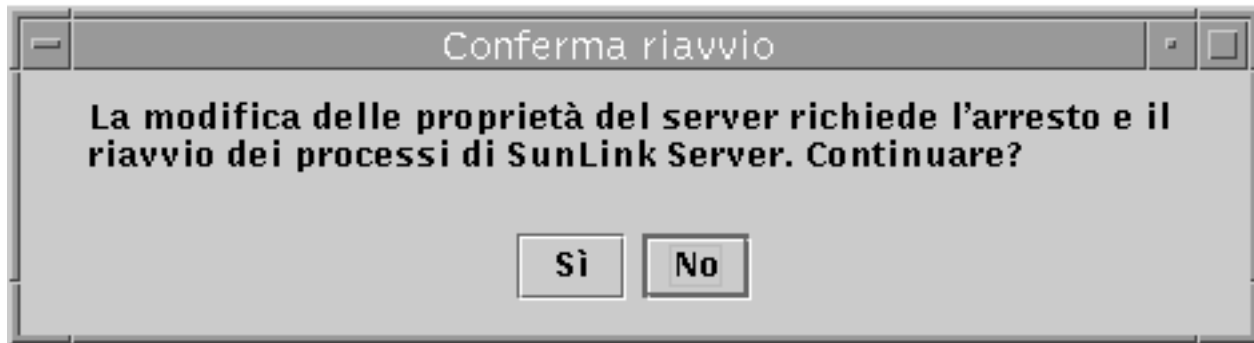 Conferma riavvio
La modifica delle proprietà del server richiede l'arresto e il
riavvio dei processi di SunLink Server. Continuare?
Sì No